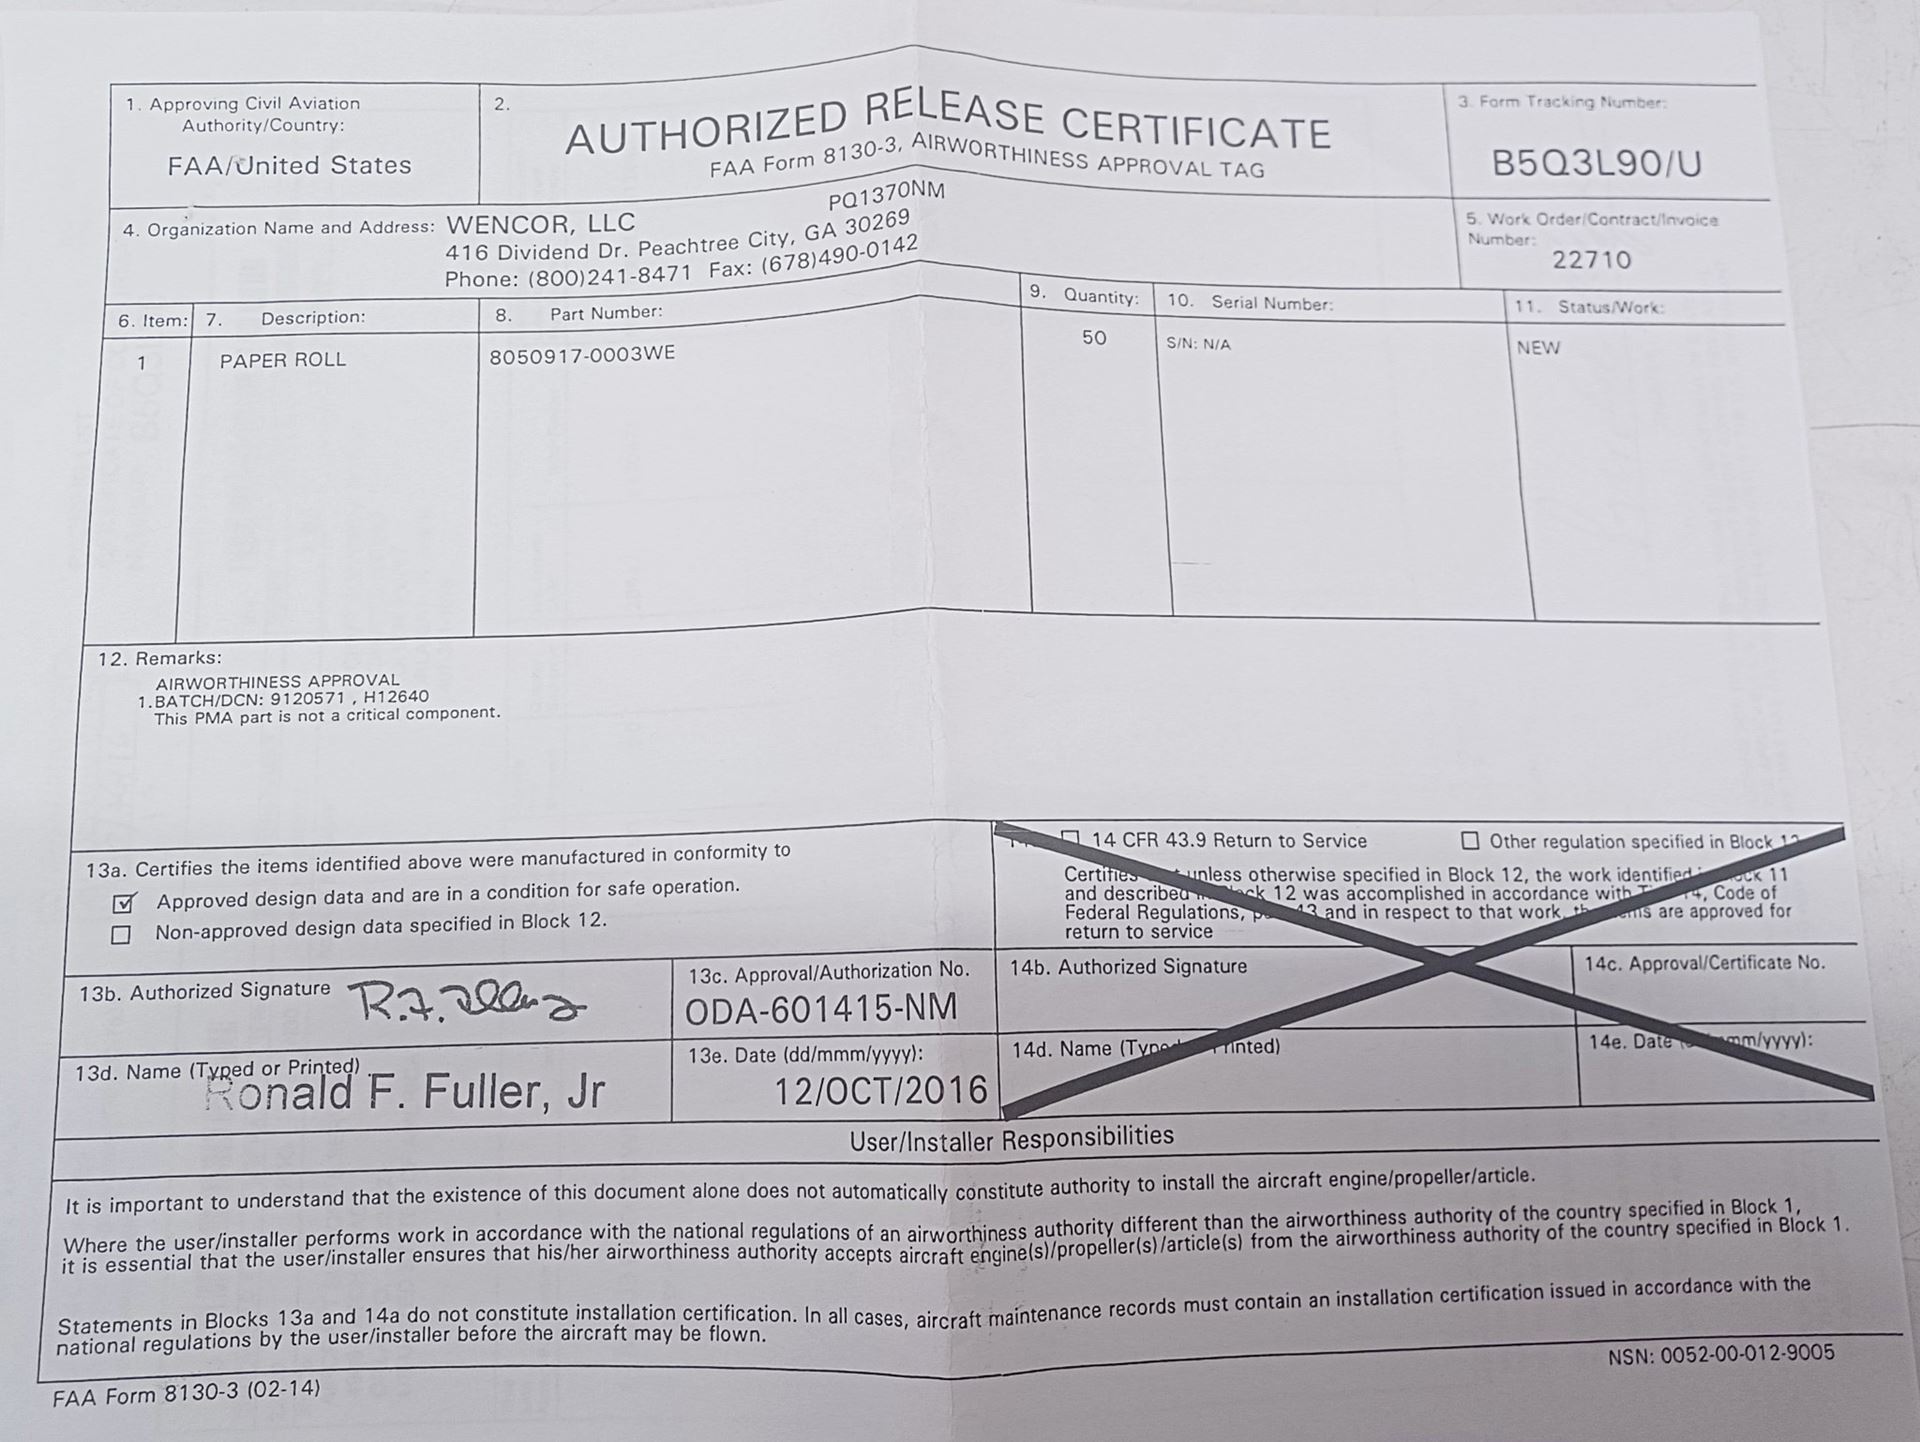 1. Approving Civil Aviation
Authority/Country:
FAA/United States
2.
AUTHORIZED RELEASE CERTIFICATE
FAA Form 8130-3, AIRWORTHINESS APPROVAL TAG
3. Form Tracking Number:
B5Q3L90/U
4. Organization Name and Address: WENCOR, LLC PQ1370NM
416 Dividend Dr. Peachtree City, GA 30269
Phone: (800)241-8471 Fax: (678)490-0142
5. Work Order/Contract/Invoice
Number:
22710
6. Item: 7. Description: 8. Part Number: 9. Quantity: 10. Serial Number: 11. Status/Work:
1 PAPER ROLL 8050917-0003WE 50 S/N: N/A NEW
12. Remarks:
AIRWORTHINESS APPROVAL
1.BATCH/DCN: 9120571 , H12640
This PMA part is not a critical component.
13a. Certifies the items identified above were manufactured in conformity to
Approved design data and are in a condition for safe operation.
Non-approved design data specified in Block 12.
14 CFR 43.9 Return to Service Other regulation specified in Block 12
Certifies unless otherwise specified in Block 12, the work identified 11
and described 12 was accomplished in accordance with Code of
Federal Regulations, and in respect to that work, are approved for
return to service
13b. Authorized Signature R.F. 
13c. Approval/Authorization No.
ODA-601415-NM
14b. Authorized Signature
14c. Approval/Certificate No.
13d. Name (Typed or Printed)
Ronald F. Fuller, Jr
13e. Date (dd/mmm/yyyy):
12/OCT/2016
14d. Name (Typed Printed)
14e. Date mm/yyyy):
User/Installer Responsibilities
It is important to understand that the existence of this document alone does not automatically constitute authority to install the aircraft engine/propeller/article.
Where the user/installer performs work in accordance with the national regulations of an airworthiness authority different than the airworthiness authority of the country specified in Block 1,
it is essential that the user/installer ensures that his/her airworthiness authority accepts aircraft engine(s)/propeller(s)/article(s) from the airworthiness authority of the country specified in Block 1.
Statements in Blocks 13a and 14a do not constitute installation certification. In all cases, aircraft maintenance records must contain an installation certification issued in accordance with the
national regulations by the user/installer before the aircraft may be flown.
FAA Form 8130-3 (02-14)
NSN: 0052-00-012-9005